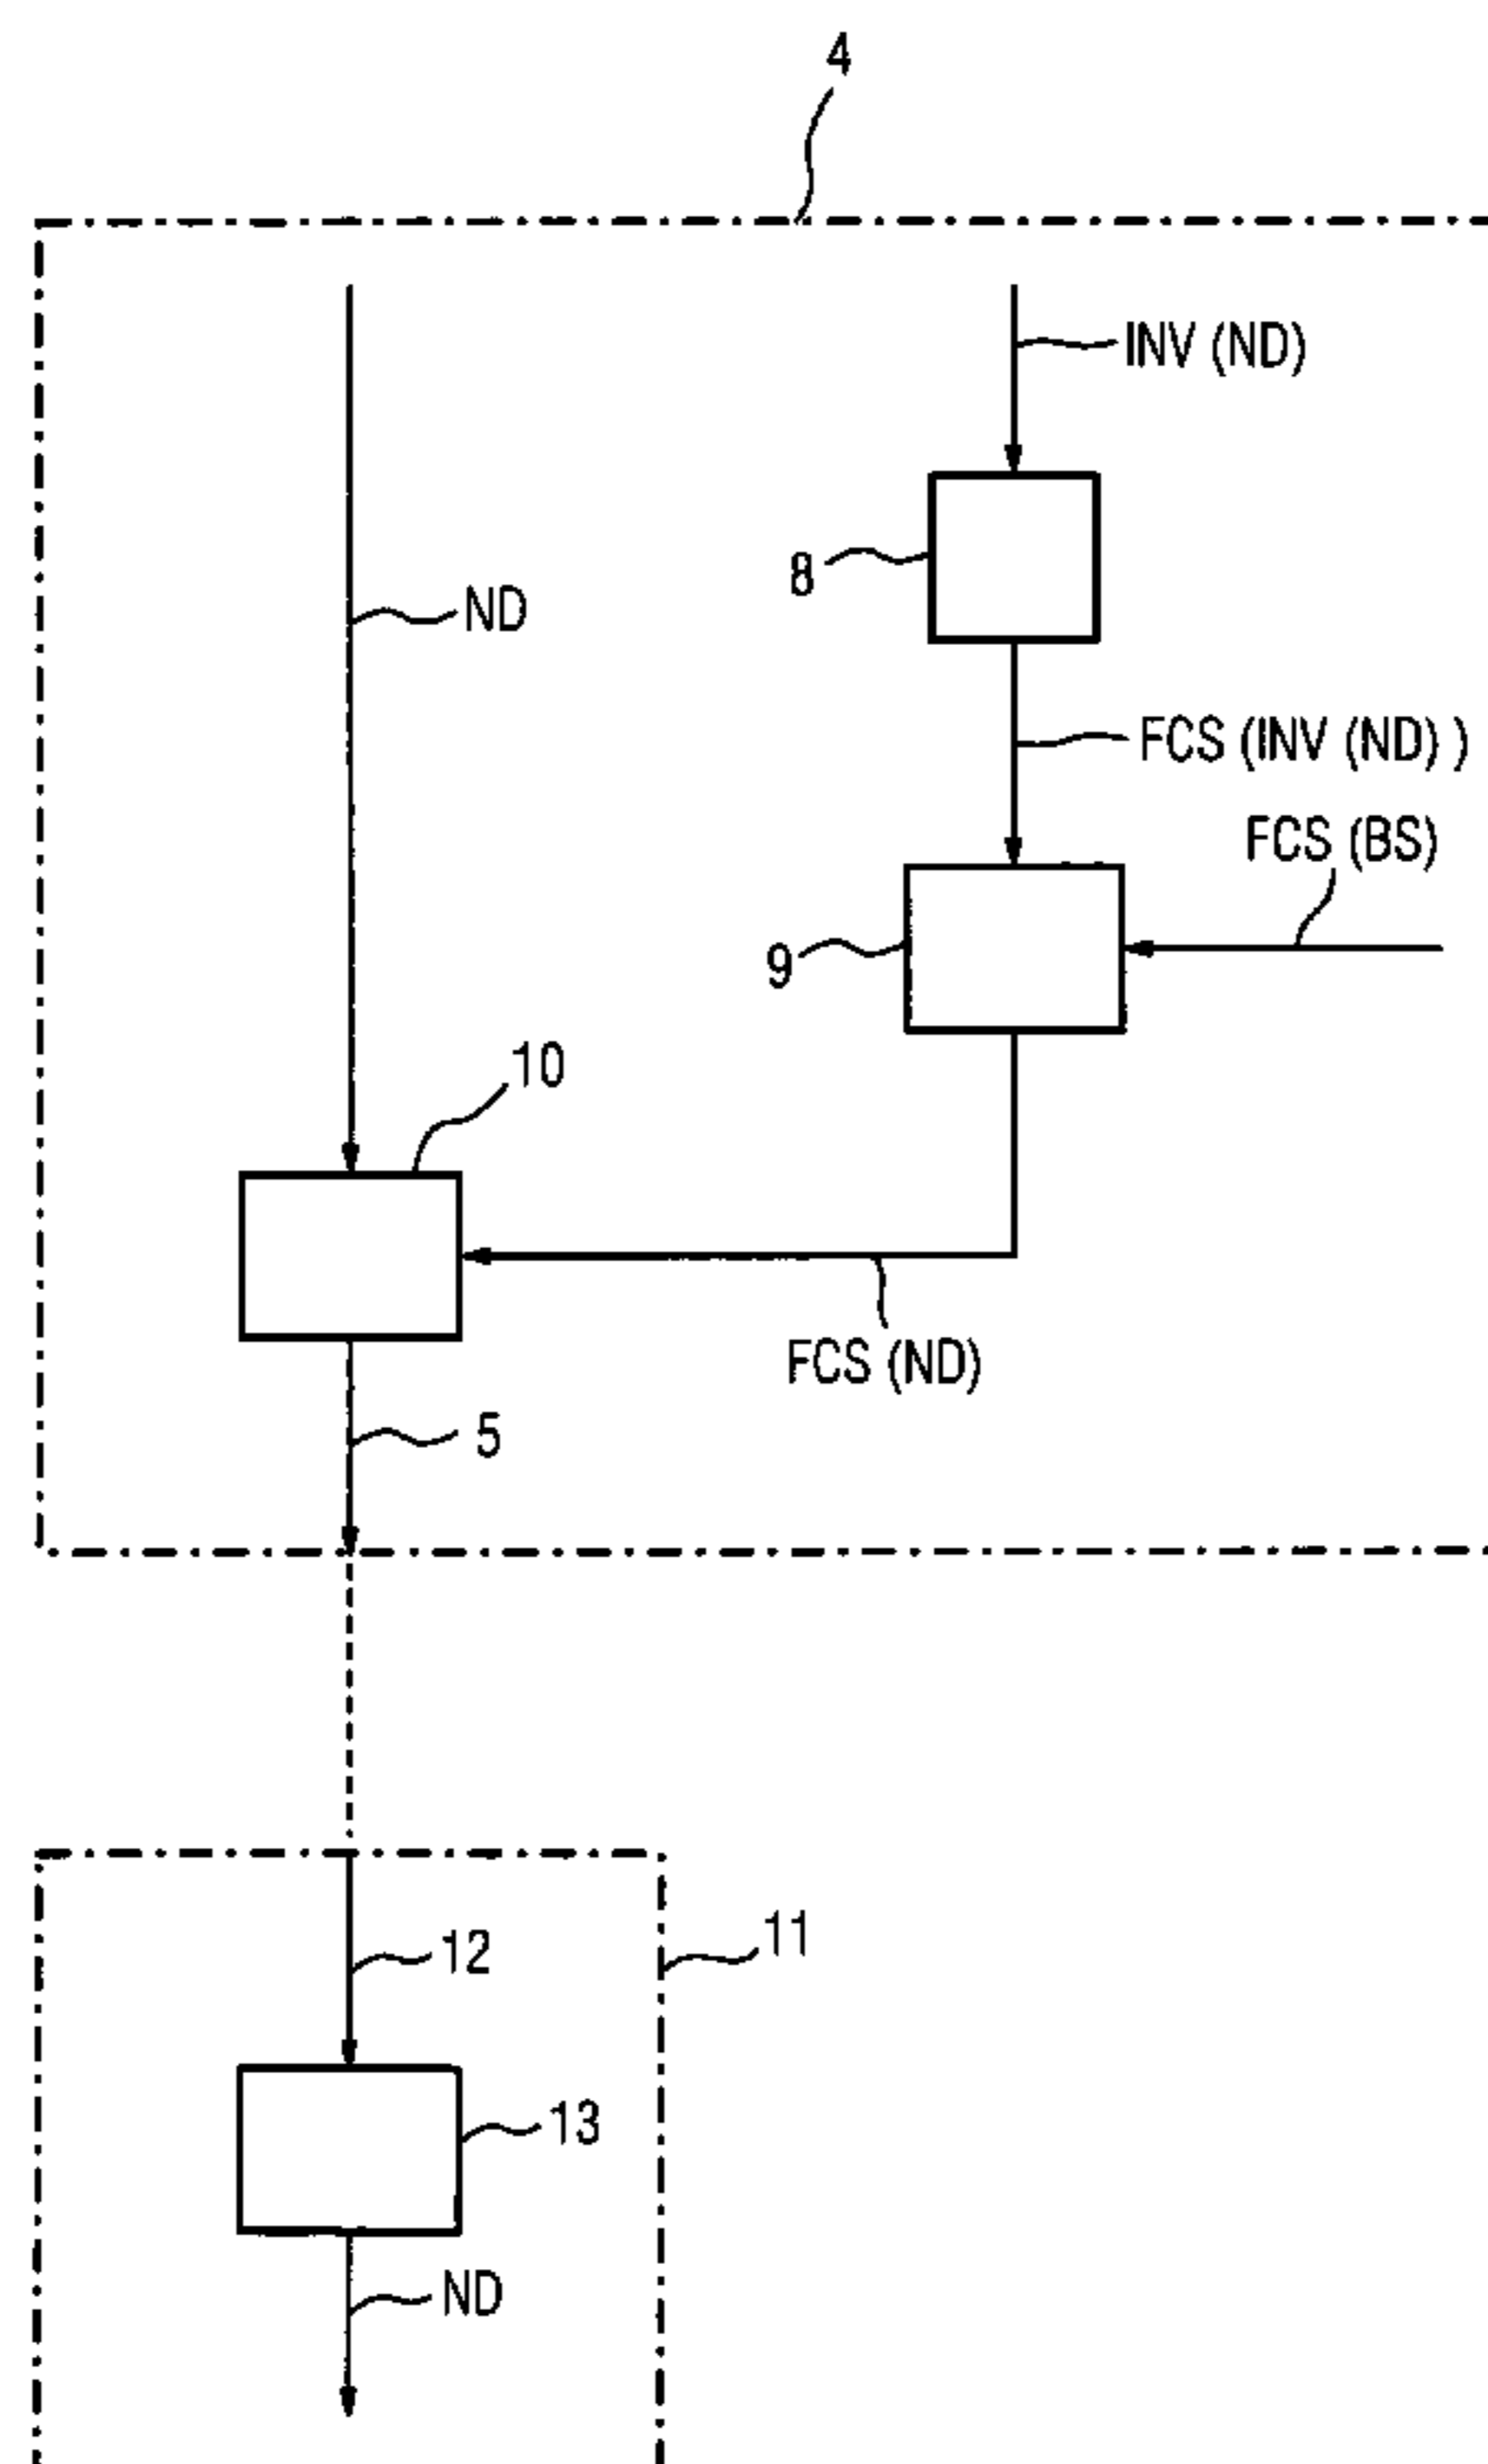 4
INV (ND)
8
ND
FCS (INV (ND) )
FCS (BS)
9
10
FCS (ND)
5
12
11
13
ND